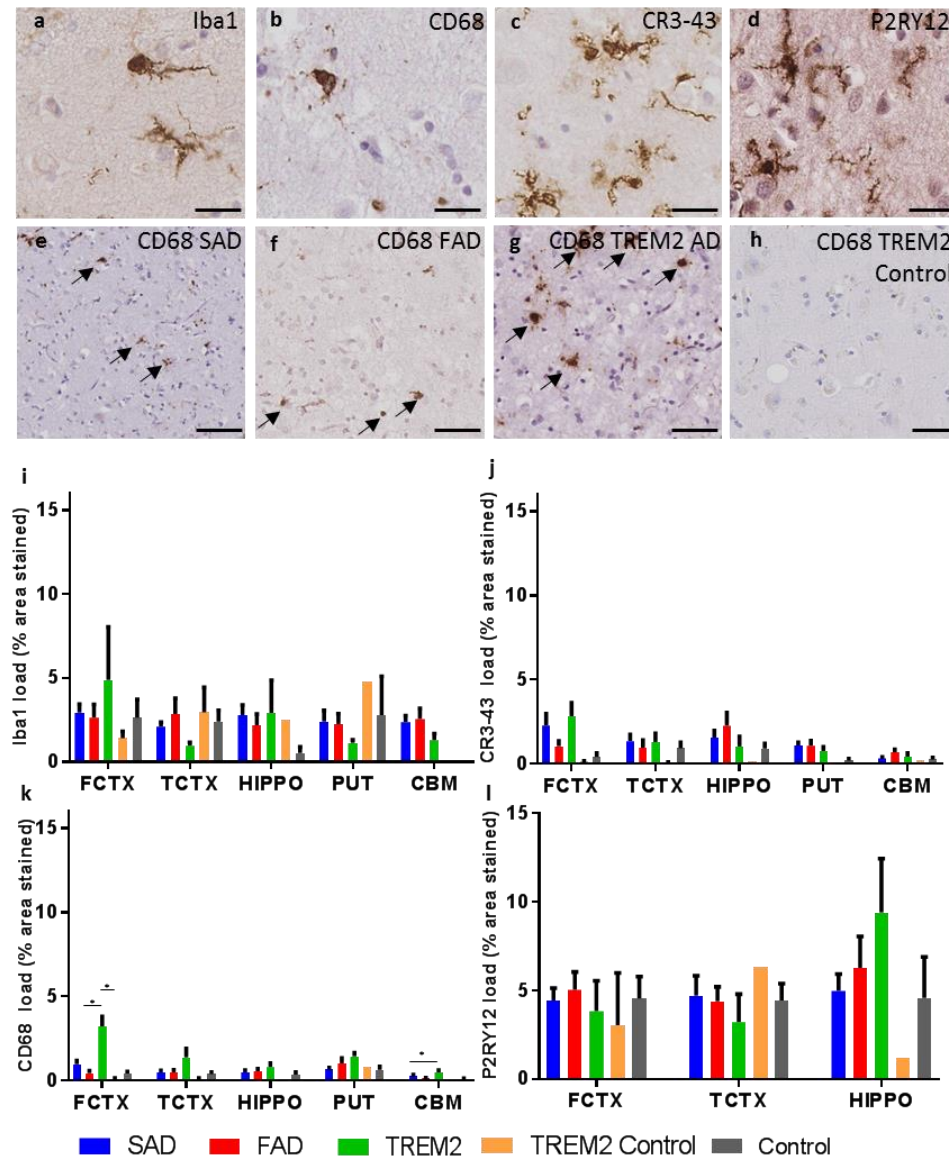 a Iba1
b CD68
c CR3-43
d P2RY12
e CD68 SAD
f CD68 FAD
g CD68 TREM2 AD
h CD68 TREM2
Control
i
Iba1 load (% area stained)
15
10
5
0
FCTX TCTX HIPPO PUT CBM
j
CR3-43 load (% area stained)
15
10
5
0
FCTX TCTX HIPPO PUT CBM
k
CD68 load (% area stained)
15
10
5
0
* * *
FCTX TCTX HIPPO PUT CBM
l
P2RY12 load (% area stained)
15
10
5
0
FCTX TCTX HIPPO
SAD FAD TREM2 TREM2 Control Control